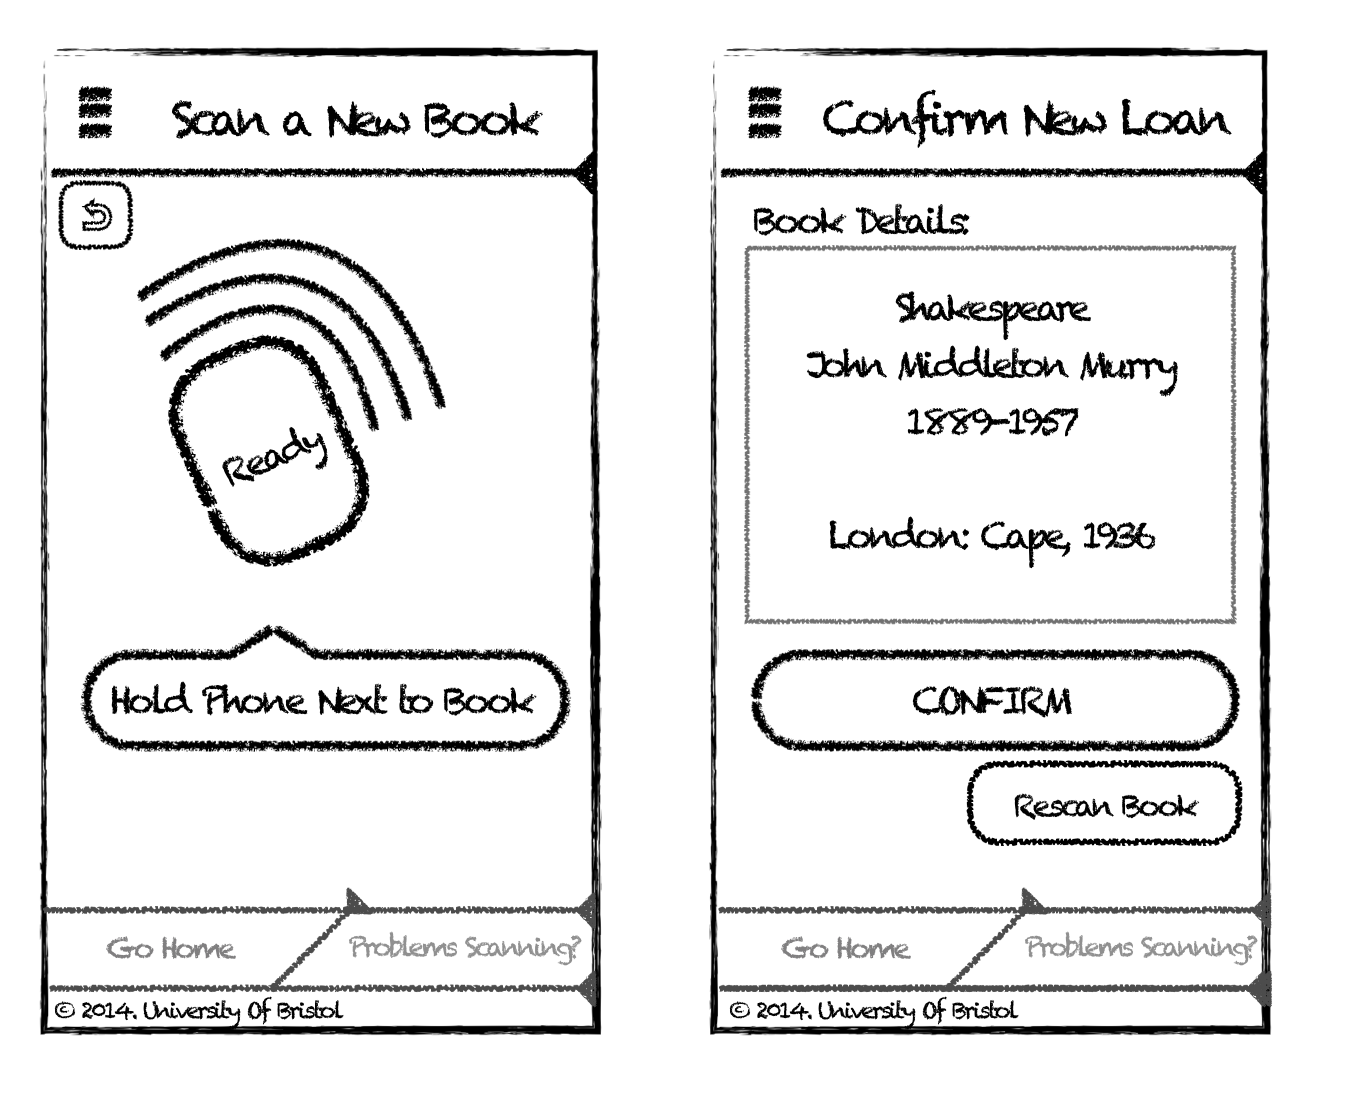 Scan a New Book
Ready
Hold Phone Next to Book
Go Home
Problems Scanning?
© 2014. University Of Bristol
Confirm New Loan
Book Details:
Shakespeare
John Middleton Murry
1889-1957
London: Cape, 1936
CONFIRM
Rescan Book
Go Home
Problems Scanning?
© 2014. University Of Bristol